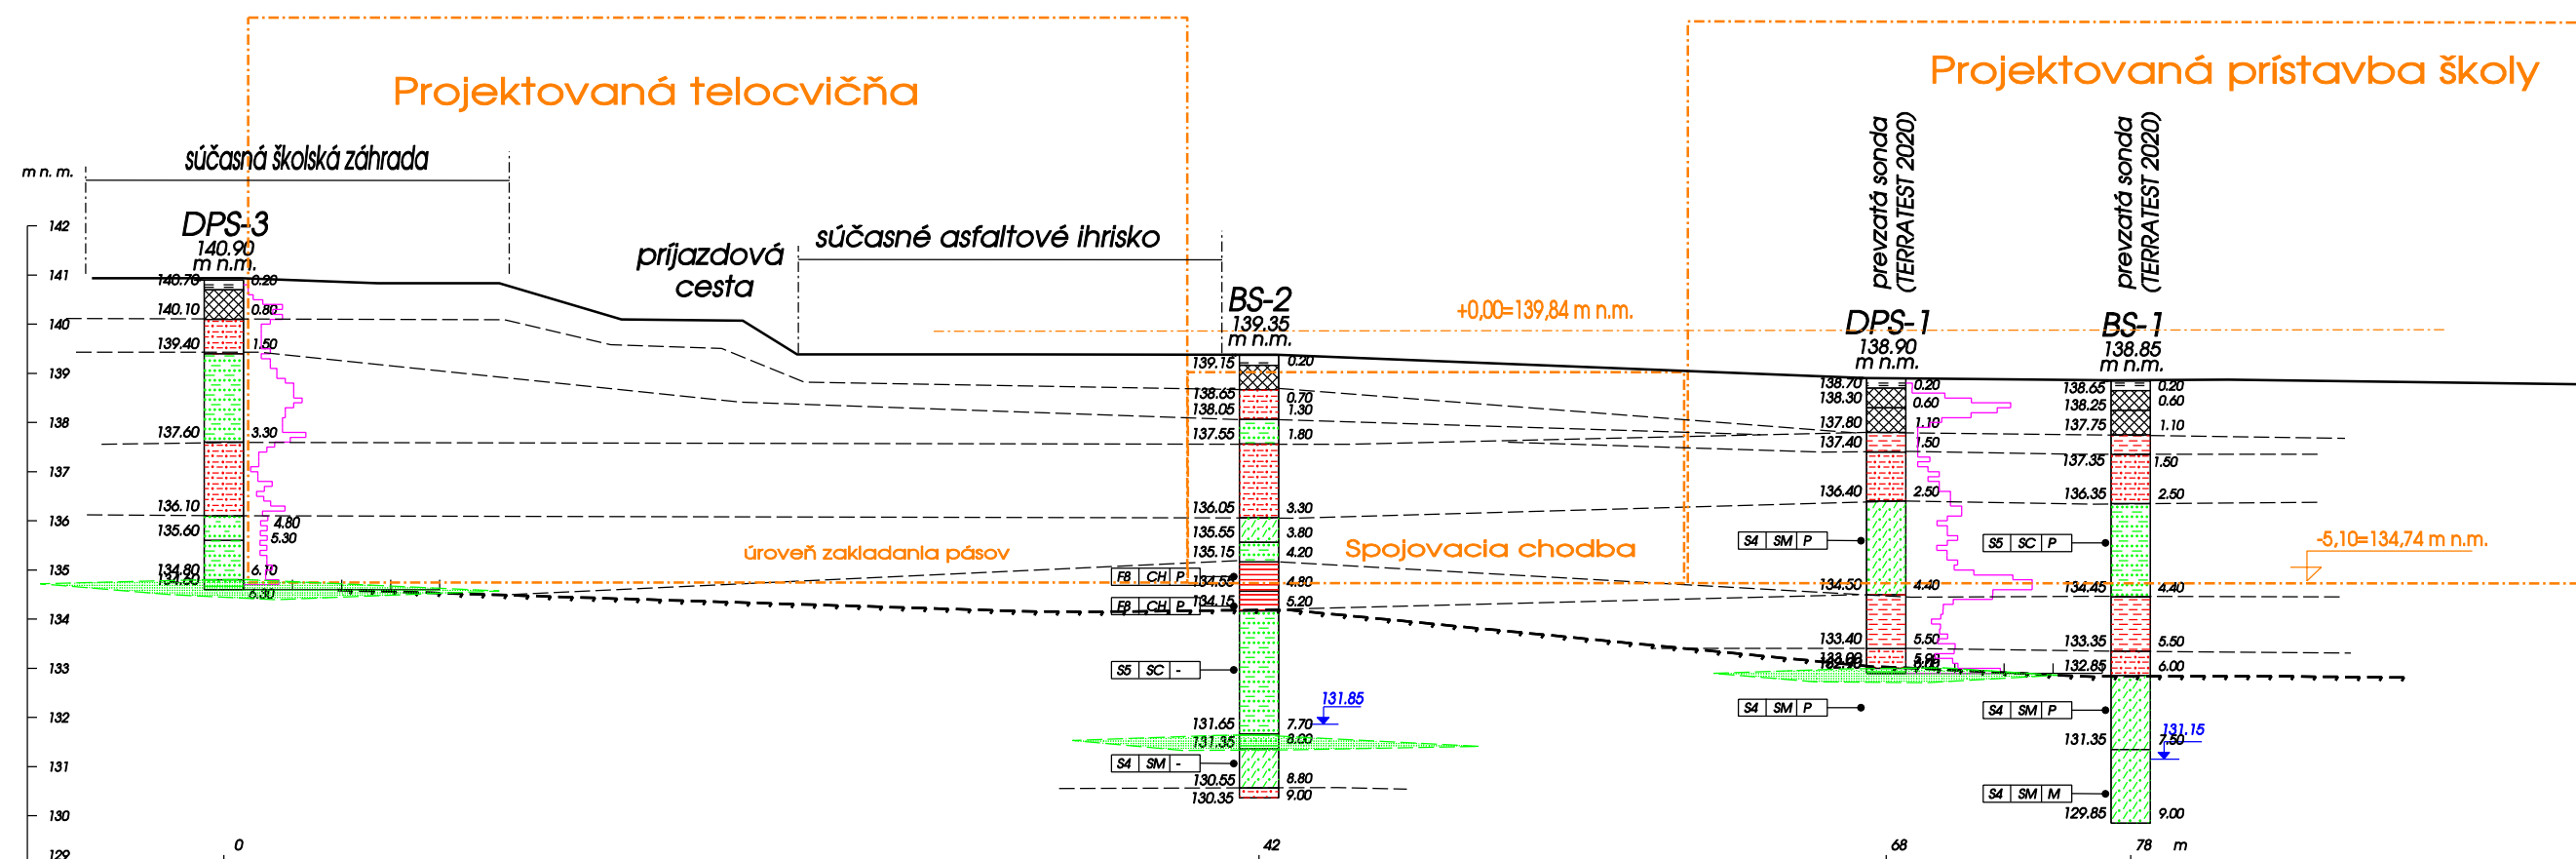 Projektovaná telocvičňa
Projektovaná prístavba školy
súčasná školská záhrada
m n. m.
prevzatá sonda
(TERRATEST 2020)
prevzatá sonda
(TERRATEST 2020)
DPS-3
140.90
m n.m.
príjazdová
cesta
súčasné asfaltové ihrisko
BS-2
139.35
m n.m.
+0,00=139,84 m n.m.
DPS-1
138.90
m n.m.
BS-1
138.85
m n.m.
142
141
140
139
138
137
136
135
134
133
132
131
130
129
140.70 0.20
140.10 0.80
139.40 1.50
137.60 3.30
136.10 4.80
135.60 5.30
134.80 6.10
134.60 6.30
139.15 0.20
138.65 0.70
138.05 1.30
137.55 1.80
136.05 3.30
135.55 3.80
135.15 4.20
134.55 4.80
134.15 5.20
131.65 7.70
131.35 8.00
130.55 8.80
130.35 9.00
F8 CH P
F8 CH P
S5 SC -
S4 SM -
131.85
úroveň zakladania pásov
Spojovacia chodba
138.70 0.20
138.30 0.60
137.80 1.10
137.40 1.50
136.40 2.50
134.50 4.40
133.40 5.50
133.00 5.90
S4 SM P
S4 SM P
138.65 0.20
138.25 0.60
137.75 1.10
137.35 1.50
136.35 2.50
134.45 4.40
133.35 5.50
132.85 6.00
131.35 7.50
129.85 9.00
S5 SC P
S4 SM P
S4 SM M
131.15
-5,10=134,74 m n.m.
0 42 68 78 m